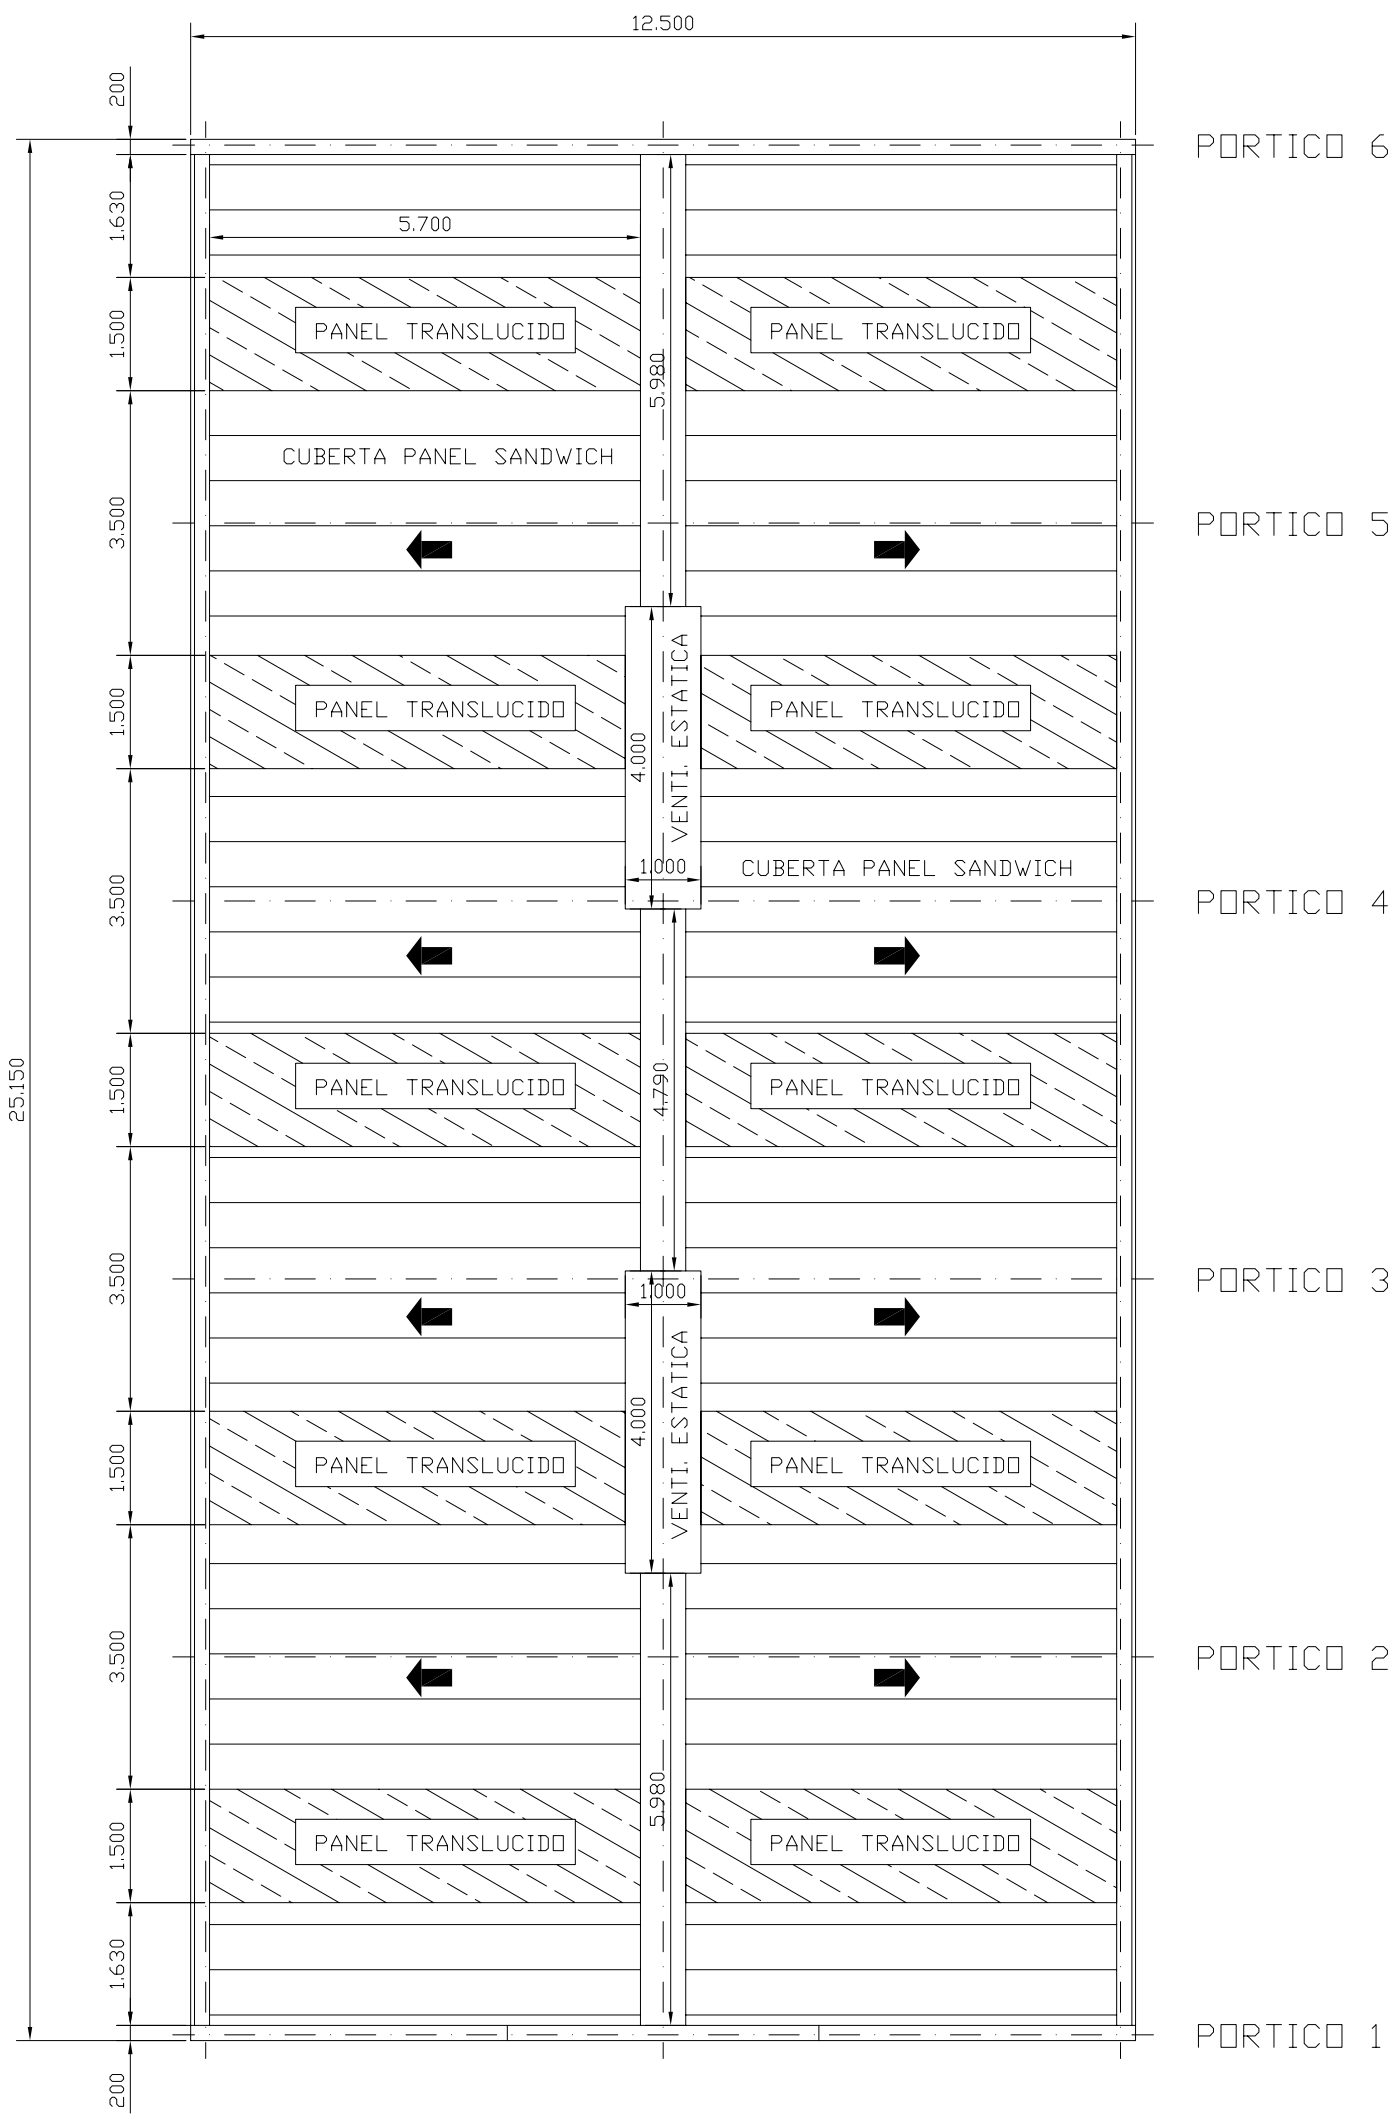 12.500
200
PORTICO 6
1.630
5.700
1.500
PANEL TRANSLUCIDO
PANEL TRANSLUCIDO
5.980
CUBERTA PANEL SANDWICH
3.500
PORTICO 5
VENTI. ESTATICA
1.500
PANEL TRANSLUCIDO
PANEL TRANSLUCIDO
4.000
1.000
CUBERTA PANEL SANDWICH
3.500
PORTICO 4
25.150
1.500
PANEL TRANSLUCIDO
4.790
PANEL TRANSLUCIDO
3.500
PORTICO 3
1.000
VENTI. ESTATICA
4.000
1.500
PANEL TRANSLUCIDO
PANEL TRANSLUCIDO
3.500
PORTICO 2
5.980
1.500
PANEL TRANSLUCIDO
PANEL TRANSLUCIDO
1.630
PORTICO 1
200